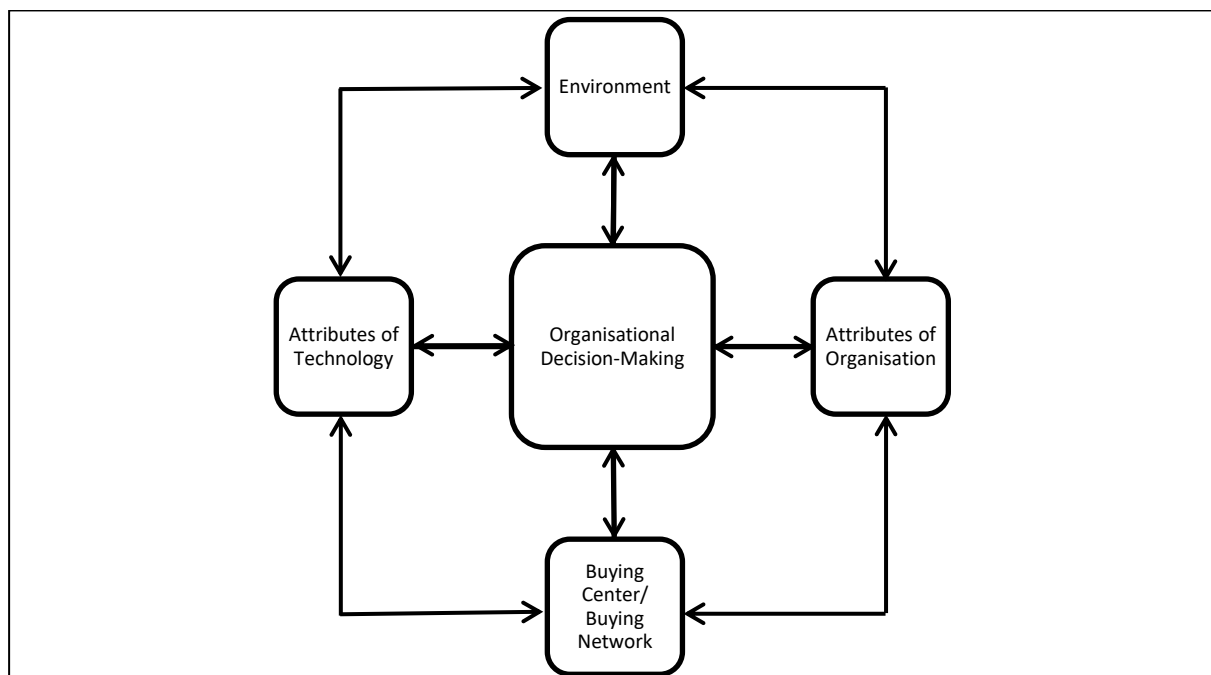 Environment
Attributes of
Technology
Organisational
Decision-Making
Attributes of
Organisation
Buying
Center/
Buying
Network